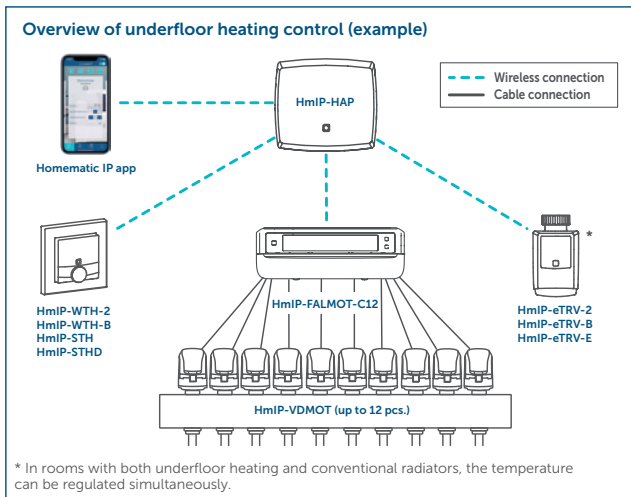 Overview of underfloor heating control (example)
HmIP-HAP
Wireless connection
Cable connection
Homematic IP app
*
HmIP-WTH-2
HmIP-WTH-B
HmIP-STH
HmIP-STHD
HmIP-FALMOT-C12
HmIP-eTRV-2
HmIP-eTRV-B
HmIP-eTRV-E
HmIP-VDMOT (up to 12 pcs.)
* In rooms with both underfloor heating and conventional radiators, the temperature
can be regulated simultaneously.